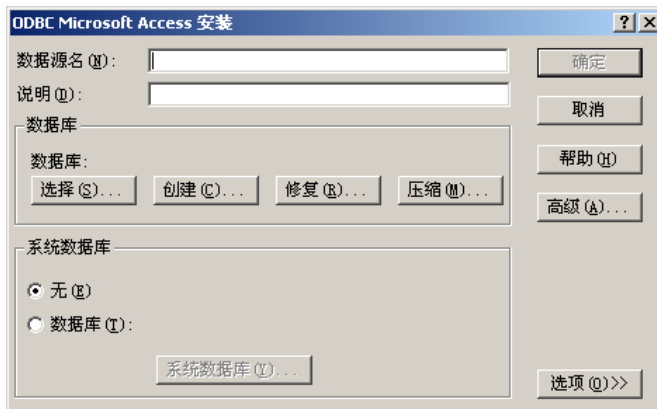 ODBC Microsoft Access 安装
数据源名(N):
确定
说明(D):
取消
数据库
数据库:
帮助(H)
选择(S)...
创建(C)...
修复(R)...
压缩(M)...
高级(A)...
系统数据库
无(E)
数据库(T):
系统数据库(Y)...
选项(O)>>